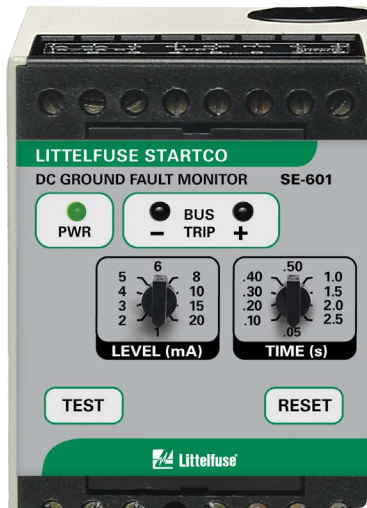 LITTELFUSE STARTCO
DC GROUND FAULT MONITOR SE-601
PWR
BUS
- TRIP +
6
5 8
4 10
3 15
2 20
1
LEVEL (mA)
.50
.40 1.0
.30 1.5
.20 2.0
.10 2.5
.05
TIME (s)
TEST
RESET
Littelfuse